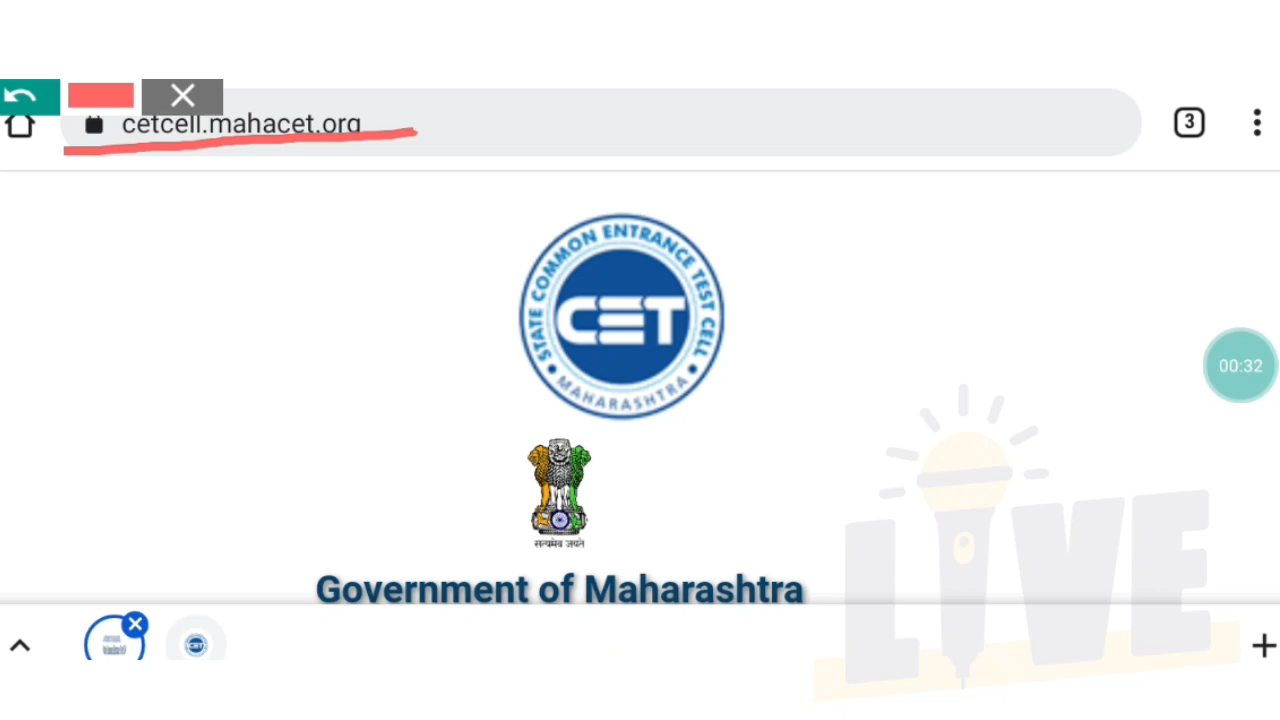 cetcell.mahacet.org
3
STATE COMMON ENTRANCE TEST CELL
CET
MAHARASHTRA
00:32
सत्यमेव जयते
Government of Maharashtra
LIVE
CET